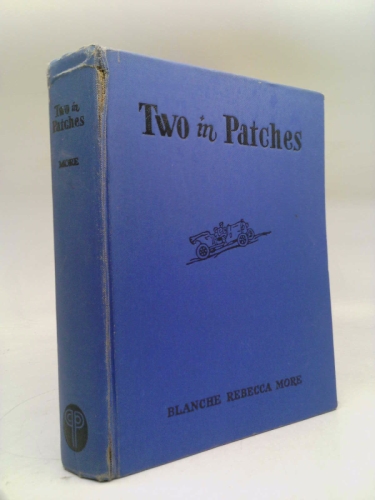 Two in
Patches
MORE
Two in Patches
BLANCHE REBECCA MORE